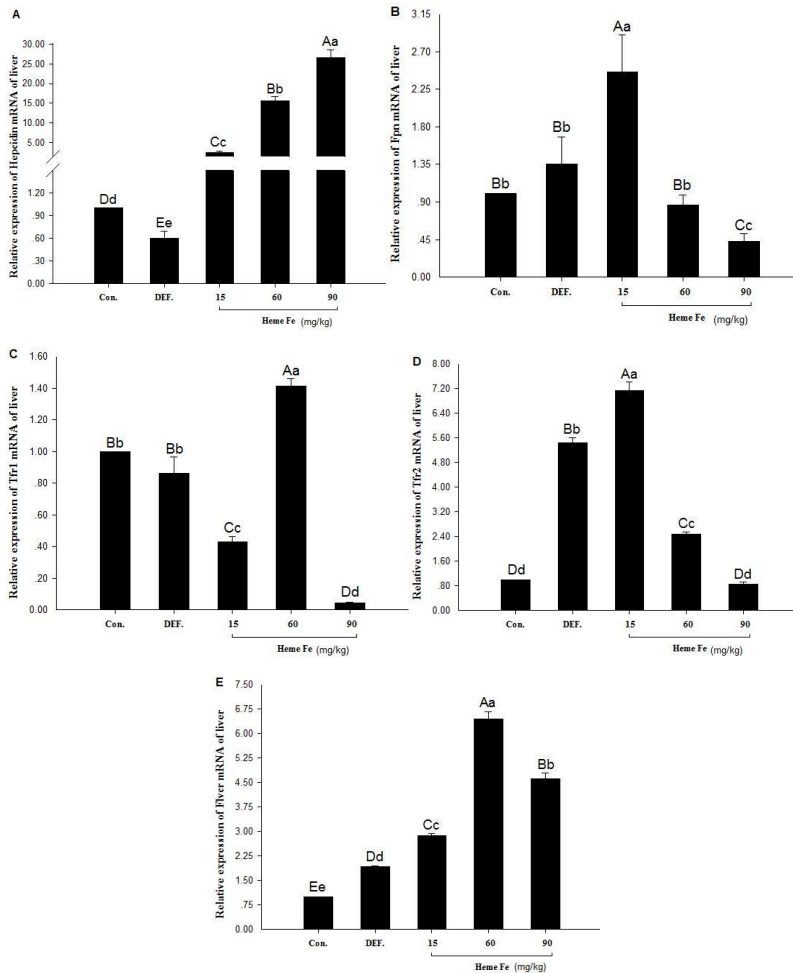 A
Relative expression of Hepcidin mRNA of liver
30.00
25.00
20.00
15.00
10.00
5.00
1.20
.90
.60
.30
0.00
Dd
Ee
Cc
Bb
Aa
Con.
DEF.
15
60
90
Heme Fe (mg/kg)
B
Relative expression of Fpn mRNA of liver
3.15
2.70
2.25
1.80
1.35
.90
.45
0.00
Bb
Bb
Aa
Bb
Cc
Con.
DEF.
15
60
90
Heme Fe (mg/kg)
C
Relative expression of Tfr1 mRNA of liver
1.60
1.40
1.20
1.00
.80
.60
.40
.20
0.00
Bb
Bb
Cc
Aa
Dd
Con.
DEF.
15
60
90
Heme Fe (mg/kg)
D
Relative expression of Tfr2 mRNA of liver
8.00
7.20
6.40
5.60
4.80
4.00
3.20
2.40
1.60
.80
0.00
Dd
Bb
Aa
Cc
Dd
Con.
DEF.
15
60
90
Heme Fe (mg/kg)
E
Relative expression of Flver mRNA of liver
7.50
6.75
6.00
5.25
4.50
3.75
3.00
2.25
1.50
.75
0.00
Ee
Dd
Cc
Aa
Bb
Con.
DEF.
15
60
90
Heme Fe (mg/kg)